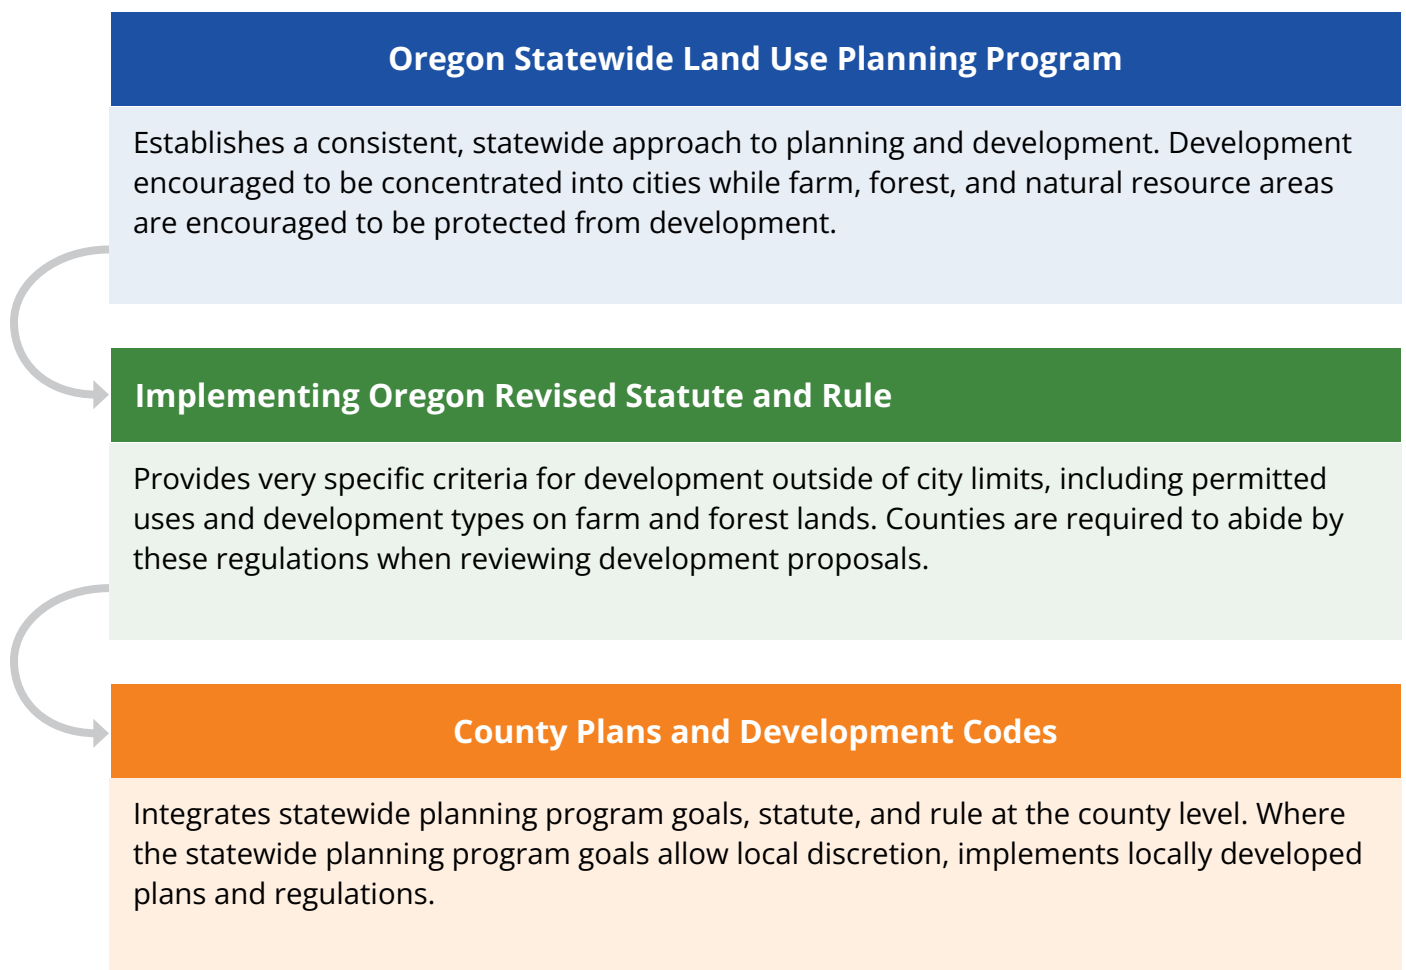 Oregon Statewide Land Use Planning Program
Establishes a consistent, statewide approach to planning and development. Development
encouraged to be concentrated into cities while farm, forest, and natural resource areas
are encouraged to be protected from development.
Implementing Oregon Revised Statute and Rule
Provides very specific criteria for development outside of city limits, including permitted
uses and development types on farm and forest lands. Counties are required to abide by
these regulations when reviewing development proposals.
County Plans and Development Codes
Integrates statewide planning program goals, statute, and rule at the county level. Where
the statewide planning program goals allow local discretion, implements locally developed
plans and regulations.